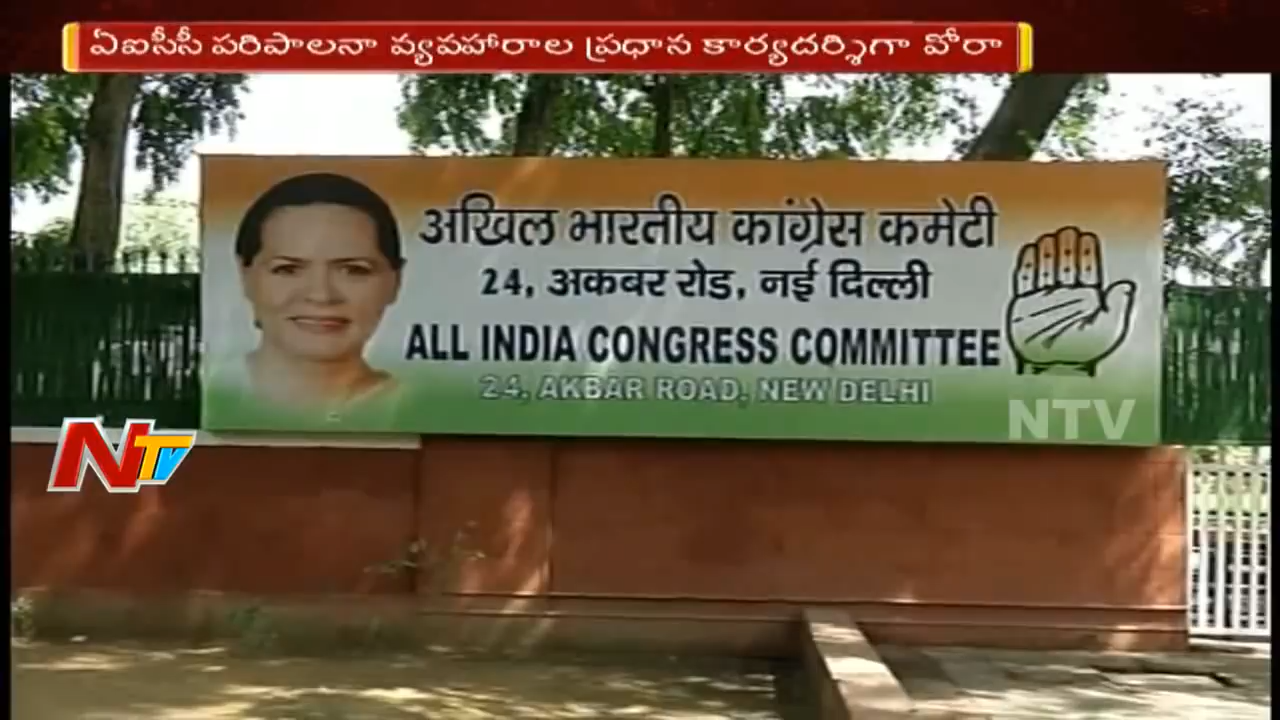 ఏఐసీసీ పరిపాలనా వ్యవహారాల ప్రధాన కార్యదర్శిగా వోరా
अखिल भारतीय कांग्रेस कमेटी
24, अकबर रोड, नई दिल्ली
ALL INDIA CONGRESS COMMITTEE
24, AKBAR ROAD, NEW DELHI
NTV
NTV